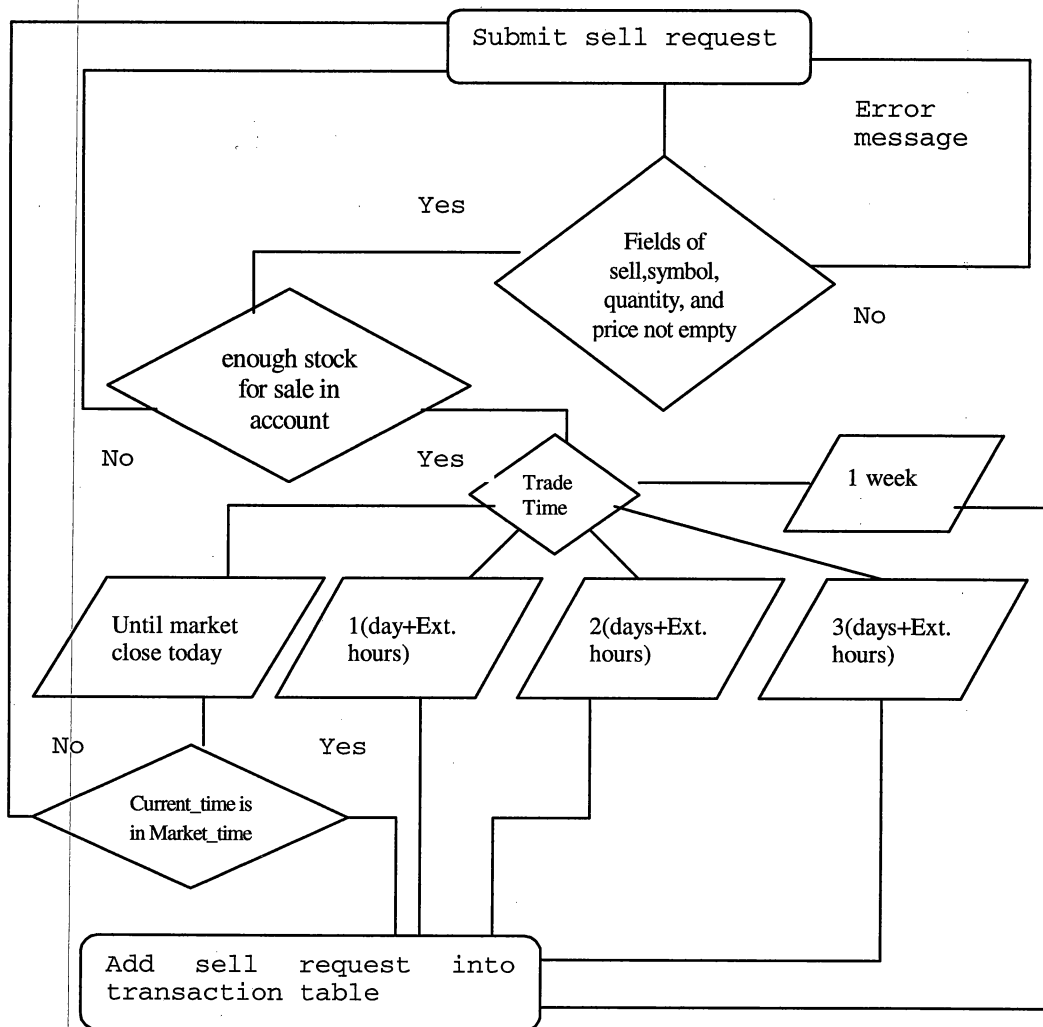 Submit sell request
Error
message
Yes
Fields of
sell,symbol,
quantity, and
price not empty
No
enough stock
for sale in
account
No
Yes
Trade
Time
1 week
Until market
close today
1(day+Ext.
hours)
2(days+Ext.
hours)
3(days+Ext.
hours)
No
Yes
Current_time is
in Market_time
Add sell request into
transaction table